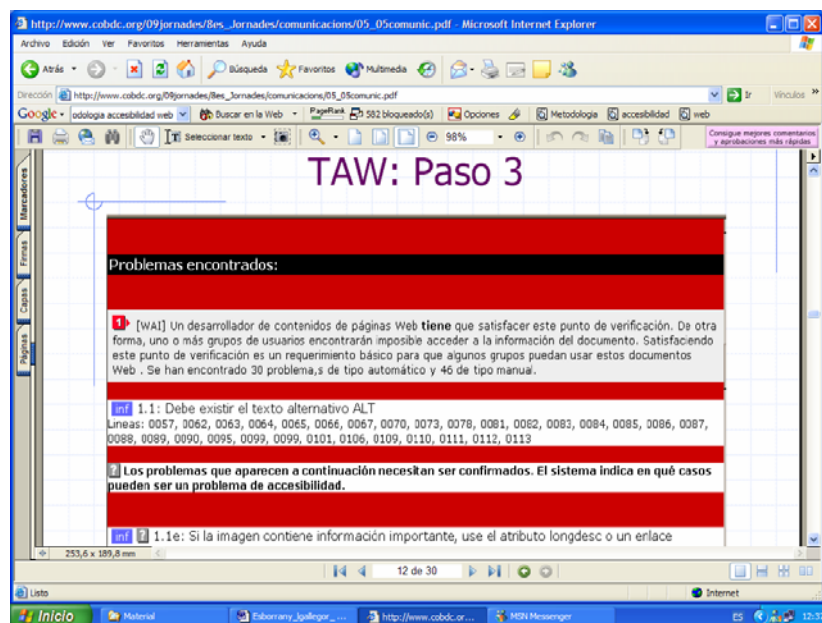 http://www.cobdc.org/09jornades/8es_Jornades/comunicacions/05_05comunic.pdf - Microsoft Internet Explorer
Archivo Edición Ver Favoritos Herramientas Ayuda
Atrás Búsqueda Favoritos Multimedia
Dirección http://www.cobdc.org/09jornades/8es_Jornades/comunicacions/05_05comunic.pdf Ir Vínculos »
Google odologia accesibilidad web Buscar en la Web PageRank 582 bloqueado(s) Opciones Metodologia accesbilidad web
Seleccionar texto 98% Consigue mejores comentarios
y aprobaciones más rápidas
Marcadores
Firmas
Capas
Páginas
TAW: Paso 3
Problemas encontrados:
1 [WAI] Un desarrollador de contenidos de páginas Web tiene que satisfacer este punto de verificación. De otra
forma, uno o más grupos de usuarios encontrarán imposible acceder a la información del documento. Satisfaciendo
este punto de verificación es un requerimiento básico para que algunos grupos puedan usar estos documentos
Web . Se han encontrado 30 problema,s de tipo automático y 46 de tipo manual.
inf 1.1: Debe existir el texto alternativo ALT
Lineas: 0057, 0062, 0063, 0064, 0065, 0066, 0067, 0070, 0073, 0078, 0081, 0082, 0083, 0084, 0085, 0086, 0087,
0088, 0089, 0090, 0095, 0099, 0099, 0101, 0106, 0109, 0110, 0111, 0112, 0113
? Los problemas que aparecen a continuación necesitan ser confirmados. El sistema indica en qué casos
pueden ser un problema de accesibilidad.
inf ? 1.1e: Si la imagen contiene información importante, use el atributo longdesc o un enlace
253,6 x 189,8 mm
12 de 30
Listo Internet
Inicio Material Esborrany_lgallegor_... http://www.cobdc.or... MSN Messenger ES 12:37